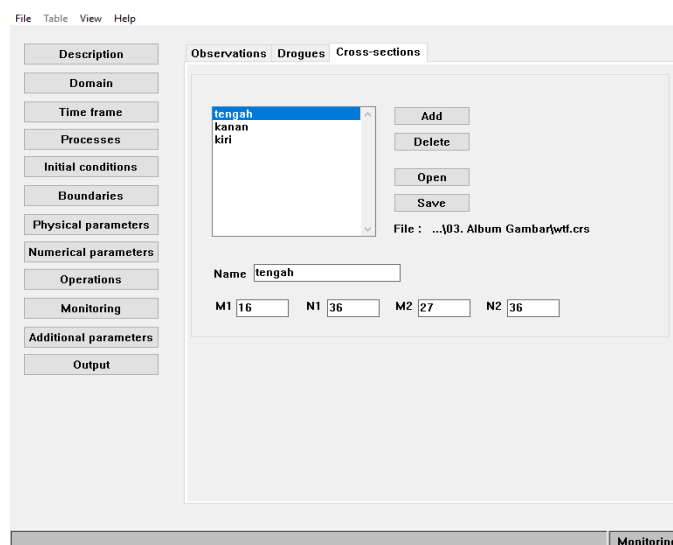 File Table View Help
Description
Domain
Time frame
Processes
Initial conditions
Boundaries
Physical parameters
Numerical parameters
Operations
Monitoring
Additional parameters
Output
Observations Drogues Cross-sections
tengah
kanan
kiri
Add
Delete
Open
Save
File : ...\03. Album Gambar\wtf.crs
Name tengah
M1 16 N1 36 M2 27 N2 36
Monitoring